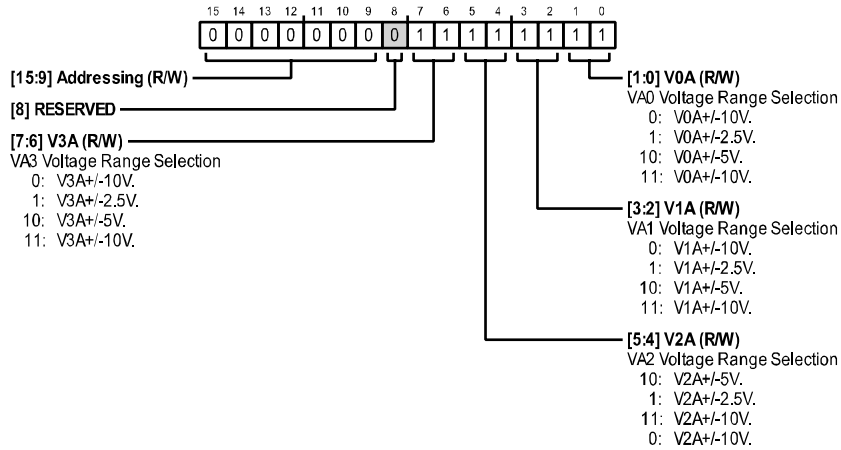 15 14 13 12 11 10 9 8 7 6 5 4 3 2 1 0
0 0 0 0 0 0 0 0 1 1 1 1 1 1 1 1
[15:9] Addressing (R/W)
[8] RESERVED
[7:6] V3A (R/W)
VA3 Voltage Range Selection
0: V3A+/-10V.
1: V3A+/-2.5V.
10: V3A+/-5V.
11: V3A+/-10V.
[1:0] V0A (R/W)
VA0 Voltage Range Selection
0: V0A+/-10V.
1: V0A+/-2.5V.
10: V0A+/-5V.
11: V0A+/-10V.
[3:2] V1A (R/W)
VA1 Voltage Range Selection
0: V1A+/-10V.
1: V1A+/-2.5V.
10: V1A+/-5V.
11: V1A+/-10V.
[5:4] V2A (R/W)
VA2 Voltage Range Selection
10: V2A+/-5V.
1: V2A+/-2.5V.
11: V2A+/-10V.
0: V2A+/-10V.